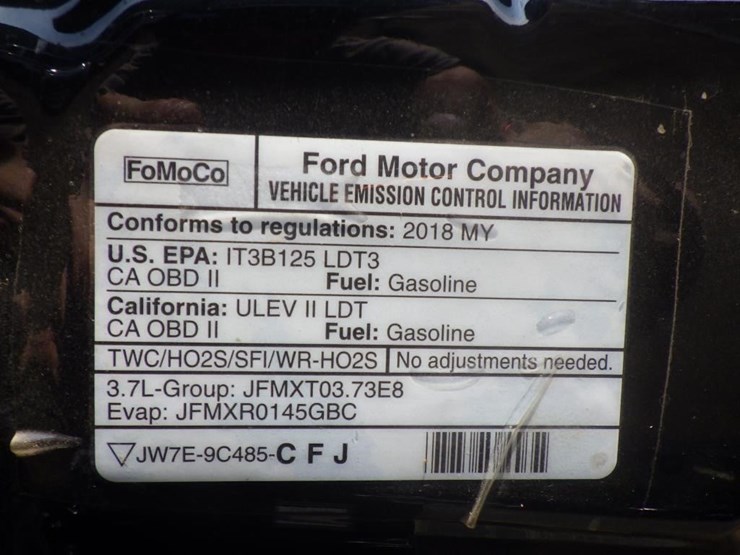 FoMoCo
Ford Motor Company
VEHICLE EMISSION CONTROL INFORMATION
Conforms to regulations: 2018 MY
U.S. EPA: IT3B125 LDT3
CA OBD II Fuel: Gasoline
California: ULEV II LDT
CA OBD II Fuel: Gasoline
TWC/HO2S/SFI/WR-HO2S No adjustments needed.
3.7L-Group: JFMXT03.73E8
Evap: JFMXR0145GBC
JW7E-9C485-C F J